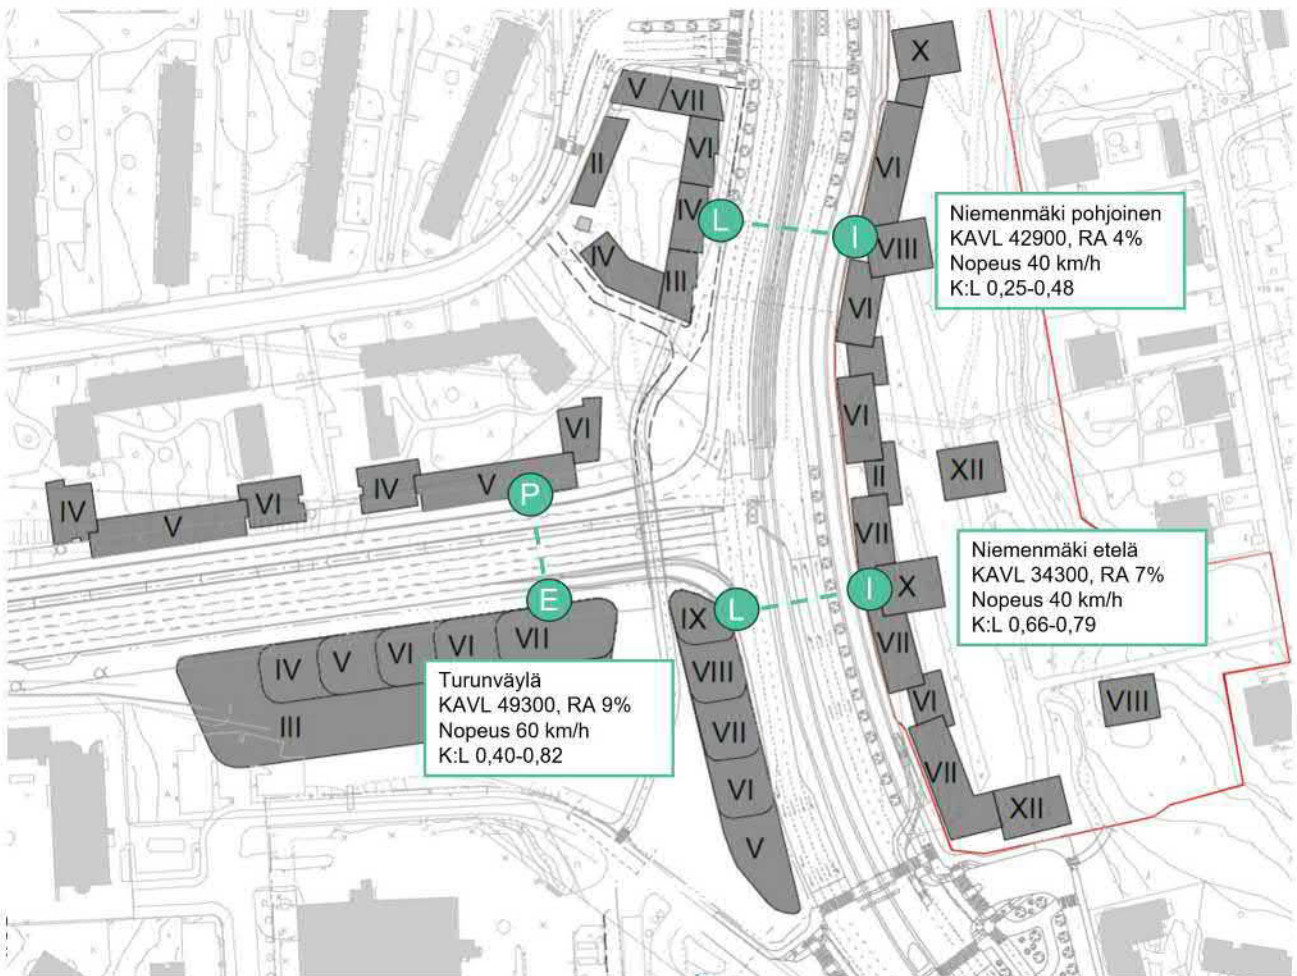 X
V
VII
II
VI
VI
Niemenmäki pohjoinen
KAVL 42900, RA 4%
Nopeus 40 km/h
K:L 0,25-0,48
IV
L
I
VIII
IV
III
VI
VI
VI
IV
V
P
II
XII
IV
V
VI
VII
Niemenmäki etelä
KAVL 34300, RA 7%
Nopeus 40 km/h
K:L 0,66-0,79
E
L
I
X
IX
IV
V
VI
VI
VII
VII
VIII
Turunväylä
KAVL 49300, RA 9%
Nopeus 60 km/h
K:L 0,40-0,82
III
VI
VIII
VII
VII
VI
XII
V